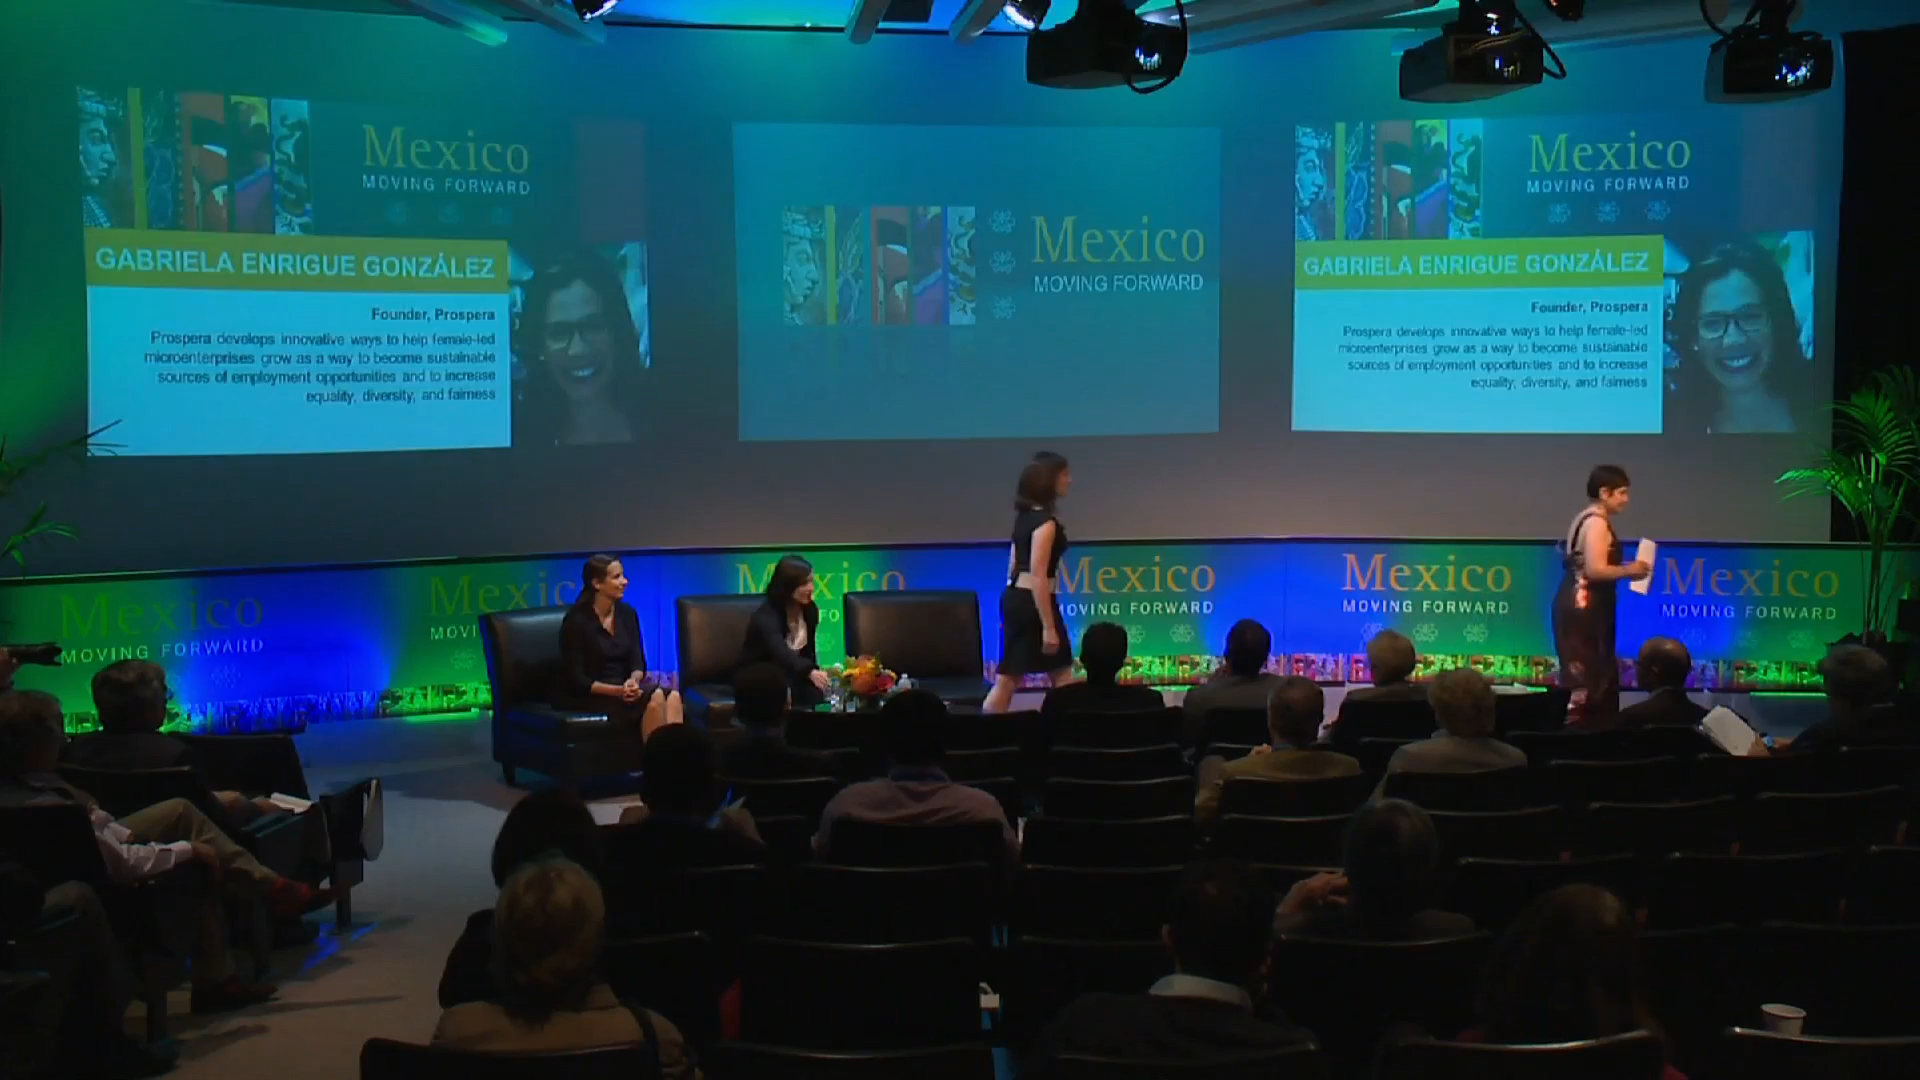 Mexico
MOVING FORWARD
GABRIELA ENRIGUE GONZÁLEZ
Founder, Prospera
Prospera develops innovative ways to help female-led
microenterprises grow as a way to become sustainable
sources of employment opportunities and to increase
equality, diversity, and fairness
Mexico
MOVING FORWARD
Mexico
MOVING FORWARD
GABRIELA ENRIGUE GONZÁLEZ
Founder, Prospera
Prospera develops innovative ways to help female-led
microenterprises grow as a way to become sustainable
sources of employment opportunities and to increase
equality, diversity, and fairness
Mexico
MOVING FORWARD
Mexic
MOVI
M xico
FO
Mexico
MOVING FORWARD
Mexico
MOVING FORWARD
Mexico
MOVING FORWARD